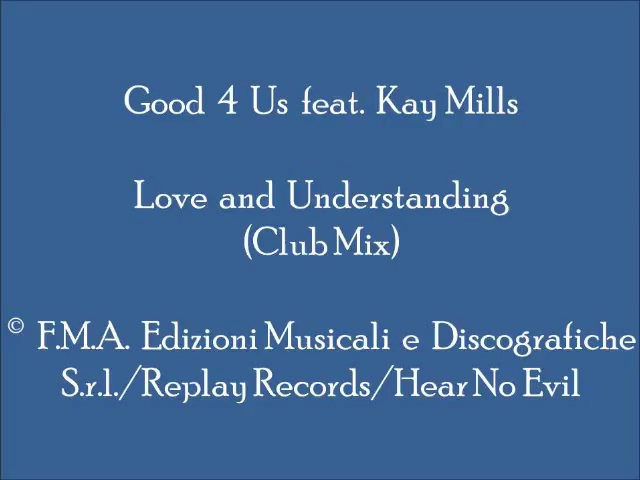 Good 4 Us feat. Kay Mills
Love and Understanding
(Club Mix)
© F.M.A. Edizioni Musicali e Discografiche
S.r.l./Replay Records/Hear No Evil